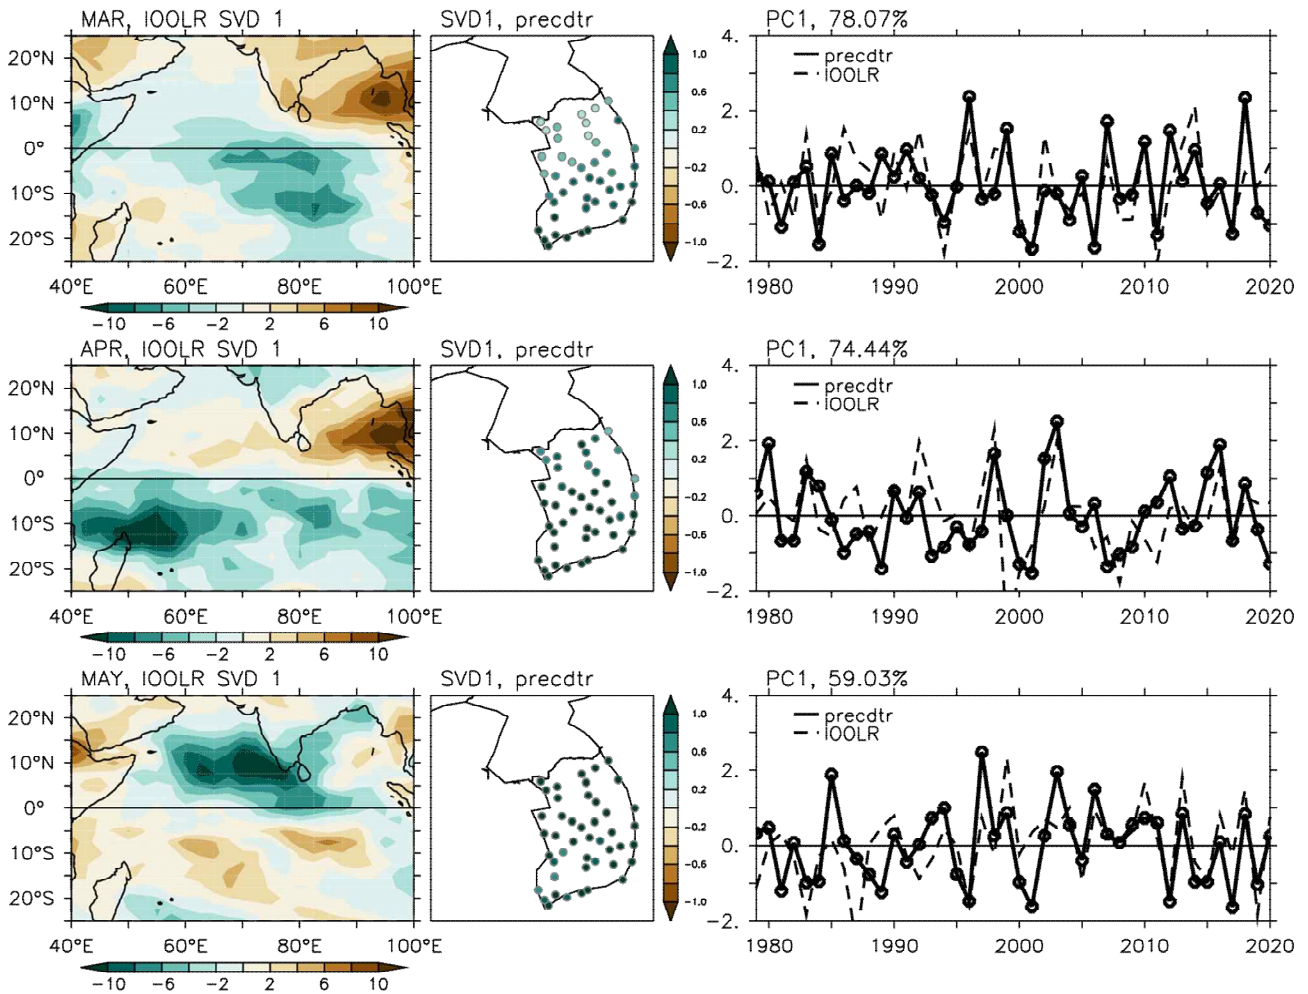 MAR, IOOLR SVD 1
SVD1, precdtr
PC1, 78.07%
20°N
10°N
0°
10°S
20°S
40°E 60°E 80°E 100°E
-10 -6 -2 2 6 10
1.0
0.6
0.2
-0.2
-0.6
-1.0
4.
2.
0.
-2.
precdtr
IOOLR
1980 1990 2000 2010 2020
APR, IOOLR SVD 1
SVD1, precdtr
PC1, 74.44%
20°N
10°N
0°
10°S
20°S
40°E 60°E 80°E 100°E
-10 -6 -2 2 6 10
1.0
0.5
0.2
-0.2
-0.5
-1.0
4.
2.
0.
-2.
precdtr
IOOLR
1980 1990 2000 2010 2020
MAY, IOOLR SVD 1
SVD1, precdtr
PC1, 59.03%
20°N
10°N
0°
10°S
20°S
40°E 60°E 80°E 100°E
-10 -6 -2 2 6 10
1.0
0.6
0.2
-0.2
-0.6
-1.0
4.
2.
0.
-2.
precdtr
IOOLR
1980 1990 2000 2010 2020